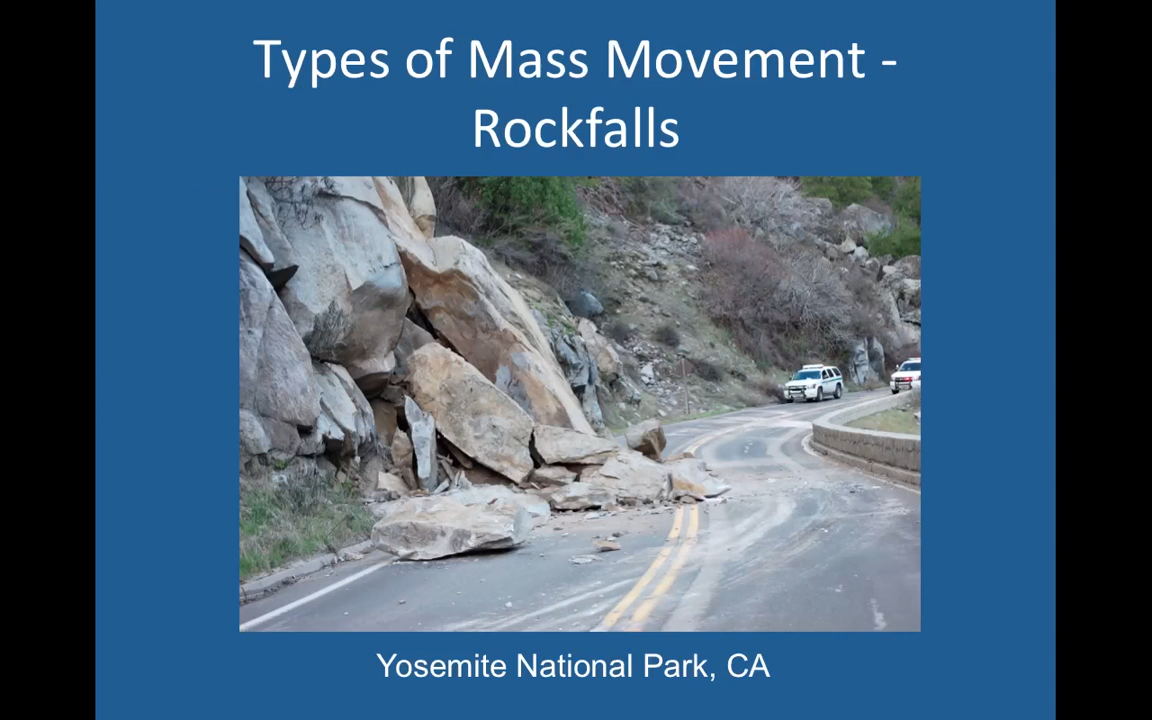 Types of Mass Movement -
Rockfalls
Yosemite National Park, CA